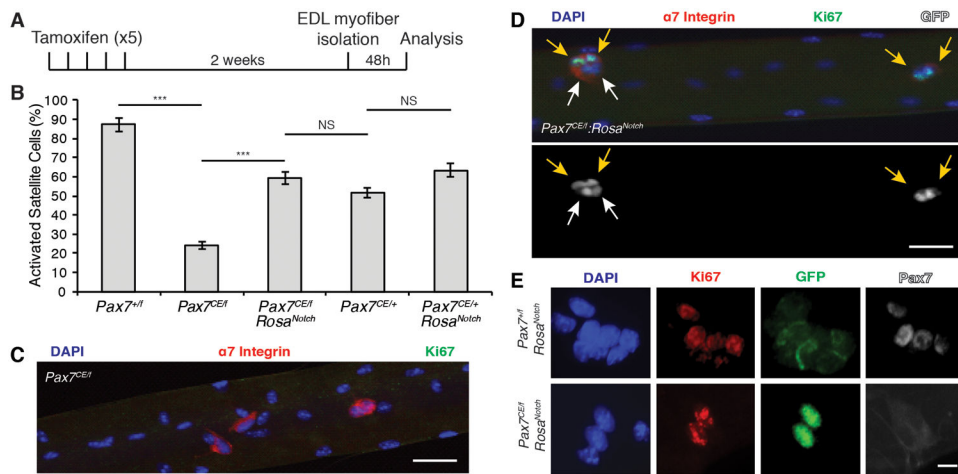 A
Tamoxifen (x5)
EDL myofiber
isolation
Analysis
2 weeks
48h
B
Activated Satellite Cells (%)
100
90
80
70
60
50
40
30
20
10
0
***
***
NS
NS
Pax7+/f
Pax7CE/f
Pax7CE/f
RosaNotch
Pax7CE/+
Pax7CE/+
RosaNotch
C
DAPI α7 Integrin Ki67
Pax7CE/f
D
DAPI α7 Integrin Ki67 GFP
Pax7CE/f:RosaNotch
E
DAPI Ki67 GFP Pax7
Pax7+/f
RosaNotch
Pax7CE/f
RosaNotch